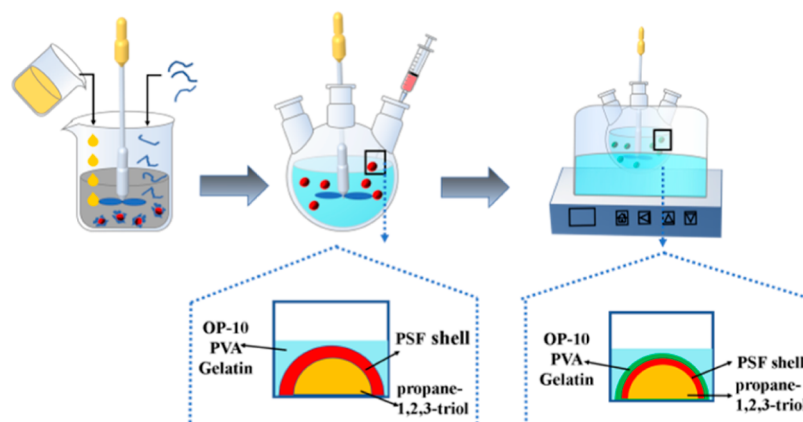 OP-10
PVA
Gelatin
PSF shell
propane-
1,2,3-triol
OP-10
PVA
Gelatin
PSF shell
propane-
1,2,3-triol